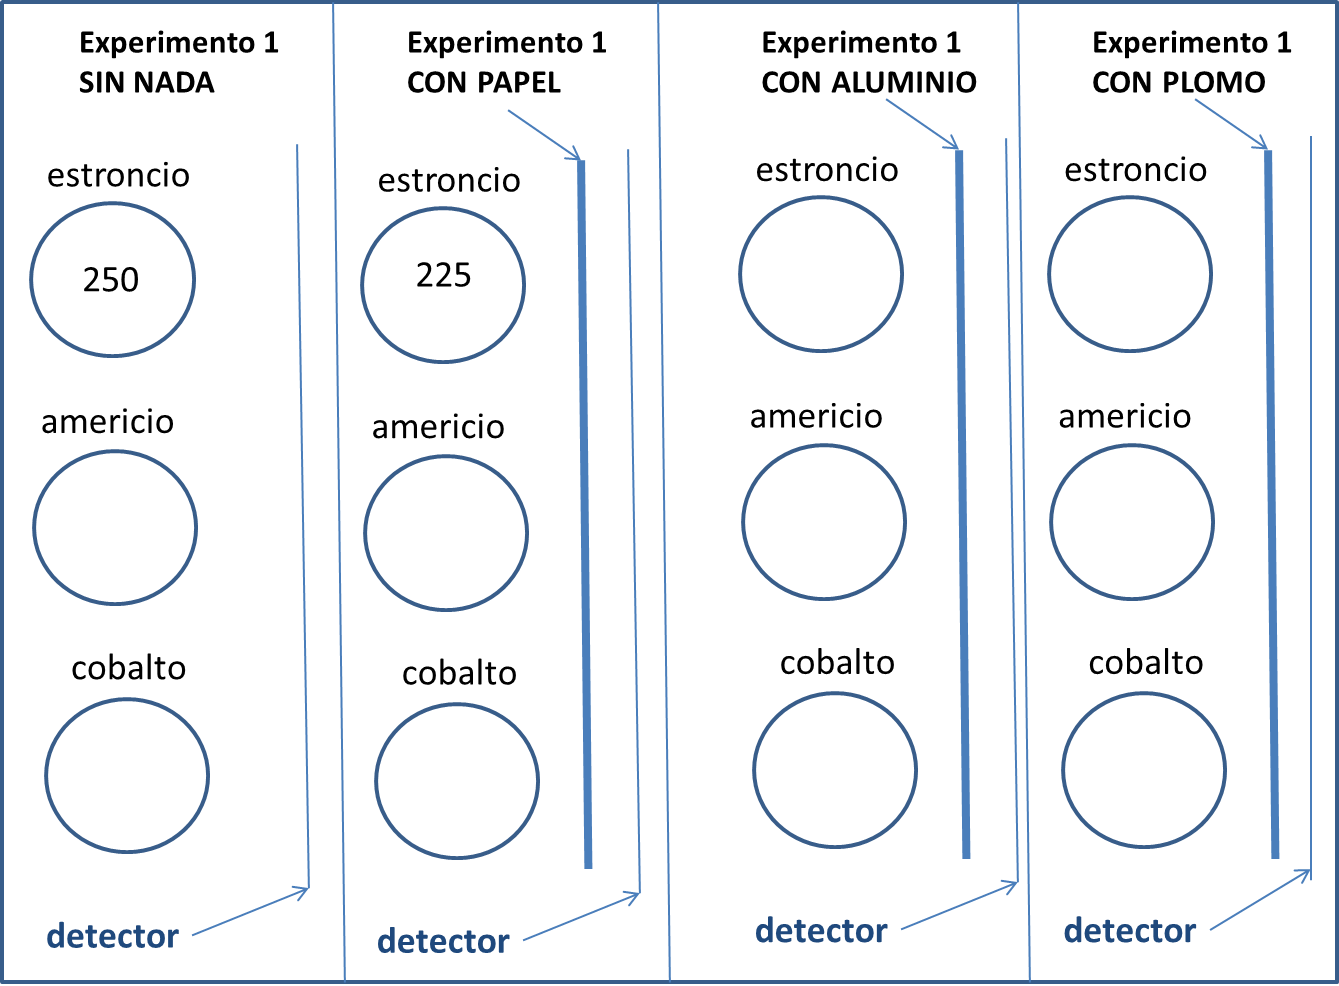 Experimento 1
SIN NADA
estroncio
250
americio
cobalto
detector
Experimento 1
CON PAPEL
estroncio
225
americio
cobalto
detector
Experimento 1
CON ALUMINIO
estroncio
americio
cobalto
detector
Experimento 1
CON PLOMO
estroncio
americio
cobalto
detector